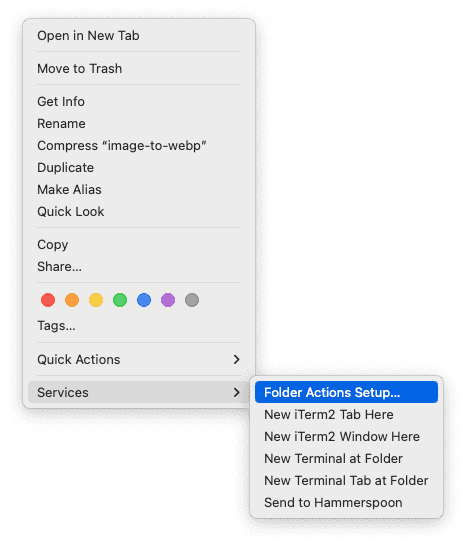 Open in New Tab
Move to Trash
Get Info
Rename
Compress “image-to-webp”
Duplicate
Make Alias
Quick Look
Copy
Share...
Tags...
Quick Actions
Services
Folder Actions Setup...
New iTerm2 Tab Here
New iTerm2 Window Here
New Terminal at Folder
New Terminal Tab at Folder
Send to Hammerspoon